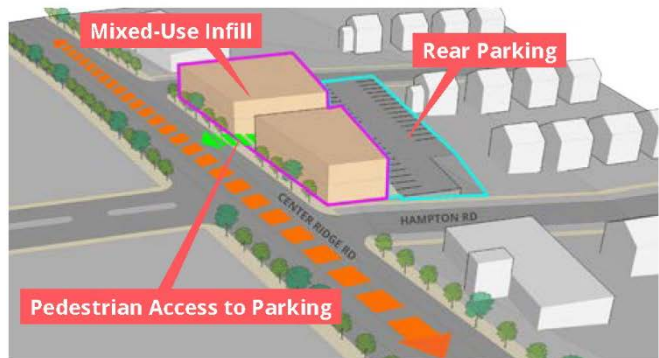 Mixed-Use Infill
Rear Parking
HAMPTON RD
CENTER RIDGE RD
Pedestrian Access to Parking